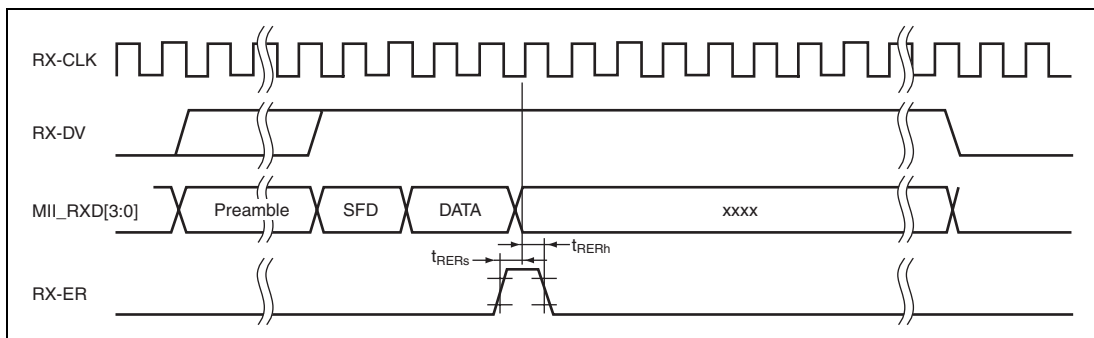 RX-CLK
RX-DV
MII_RXD[3:0]
Preamble
SFD
DATA
xxxx
tRERs
tRERh
RX-ER